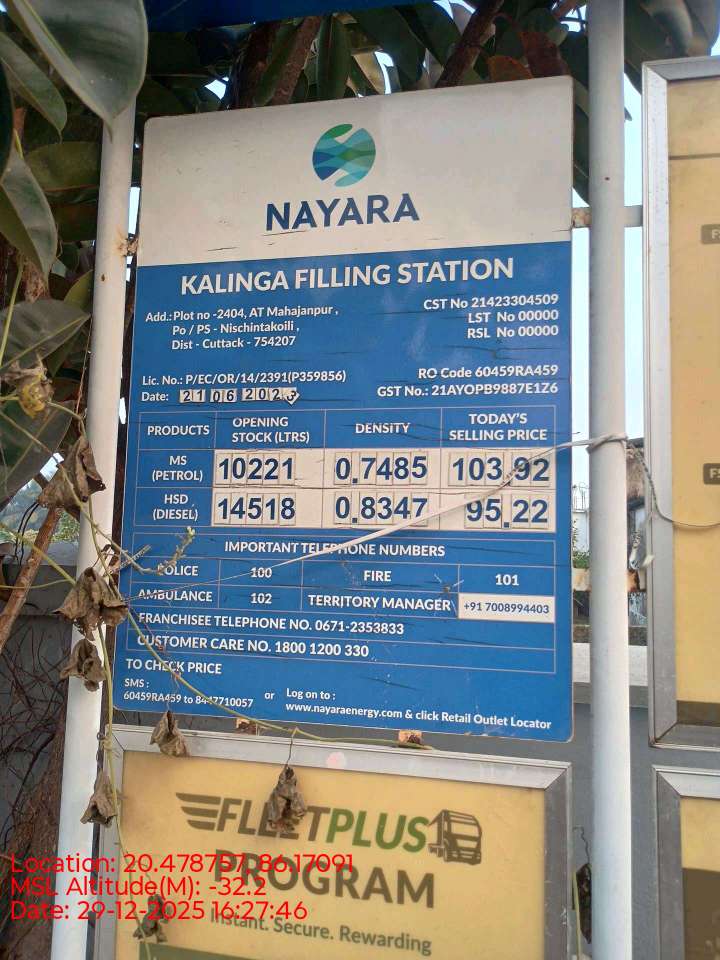 NAYARA
KALINGA FILLING STATION
Add.: Plot no -2404, AT Mahajanpur,
Po / PS - Nischintakoili,
Dist - Cuttack - 754207
CST No 21423304509
LST No 00000
RSL No 00000
Lic. No.: P/EC/OR/14/2391(P359856)
Date: 21 06 202
RO Code 60459RA459
GST No.: 21AYOPB9887E1Z6
PRODUCTS OPENING STOCK (LTRS) DENSITY TODAY'S SELLING PRICE
MS (PETROL) 10221 0.7485 103.92
HSD (DIESEL) 14518 0.8347 95.22
IMPORTANT TELEPHONE NUMBERS
POLICE 100 FIRE 101
AMBULANCE 102 TERRITORY MANAGER +91 7008994403
FRANCHISEE TELEPHONE NO. 0671-2353833
CUSTOMER CARE NO. 1800 1200 330
TO CHECK PRICE
SMS :
60459RA459 to 8447710057 or Log on to :
www.nayaraenergy.com & click Retail Outlet Locator
FLEETPLUS
PROGRAM
Instant. Secure. Rewarding
Location: 20.478757, 86.17091
MSL Altitude(M): -32.2
Date: 29-12-2025 16:27:46